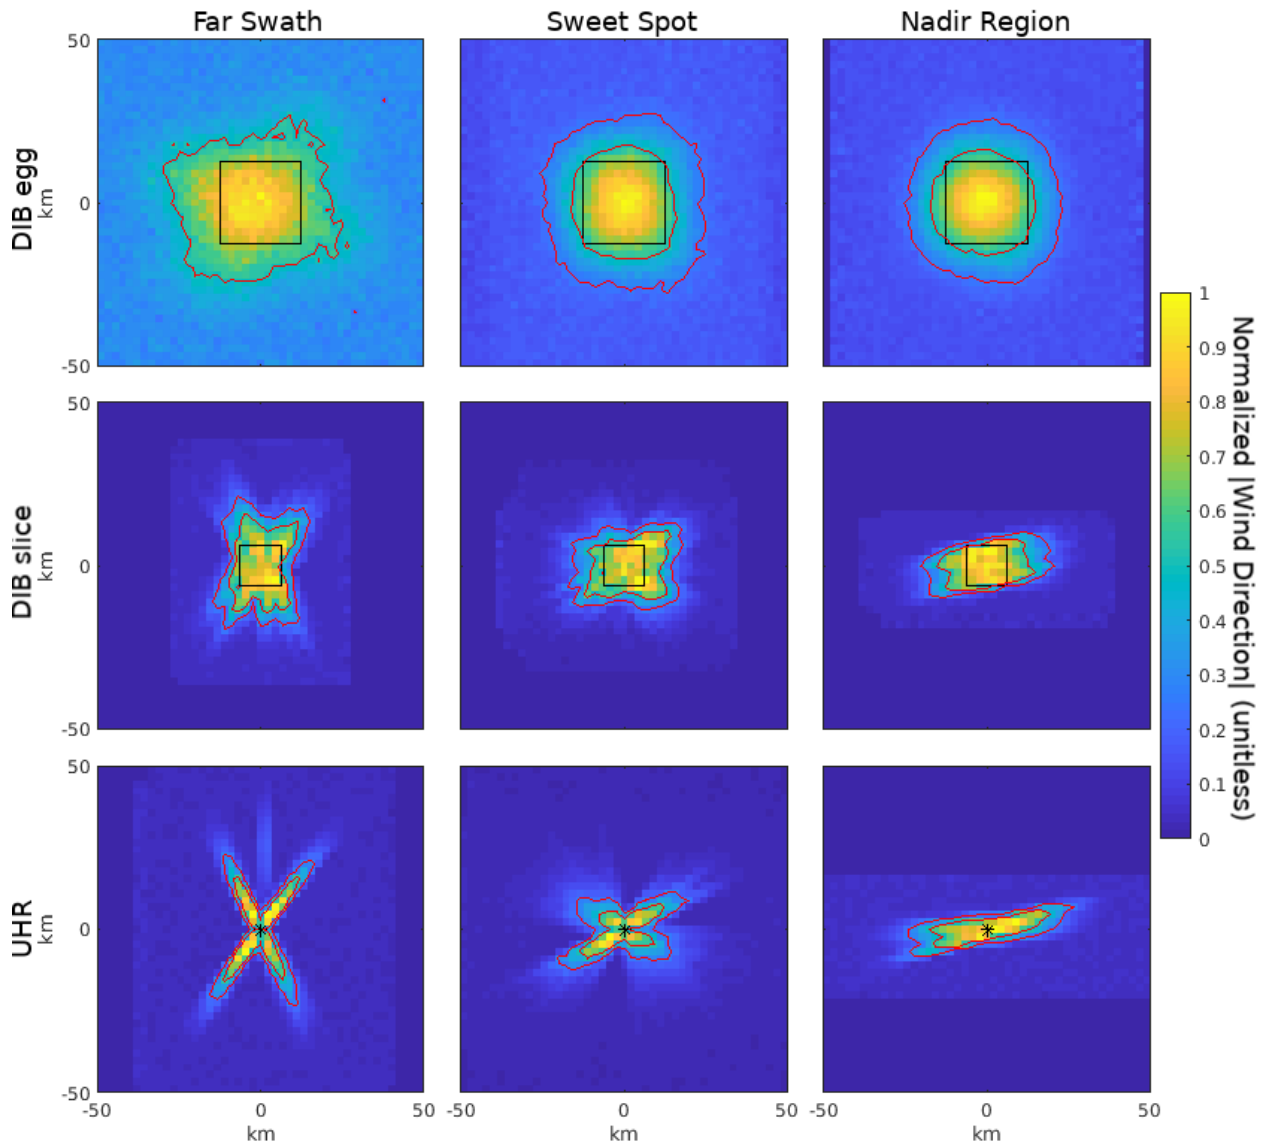 Far Swath
Sweet Spot
Nadir Region
DIB egg
km
50
0
-50
DIB slice
km
50
0
-50
UHR
km
50
0
-50
-50
0
50
-50
0
50
-50
0
50
km
km
km
1
0.9
0.8
0.7
0.6
0.5
0.4
0.3
0.2
0.1
0
Normalized |Wind Direction| (unitless)